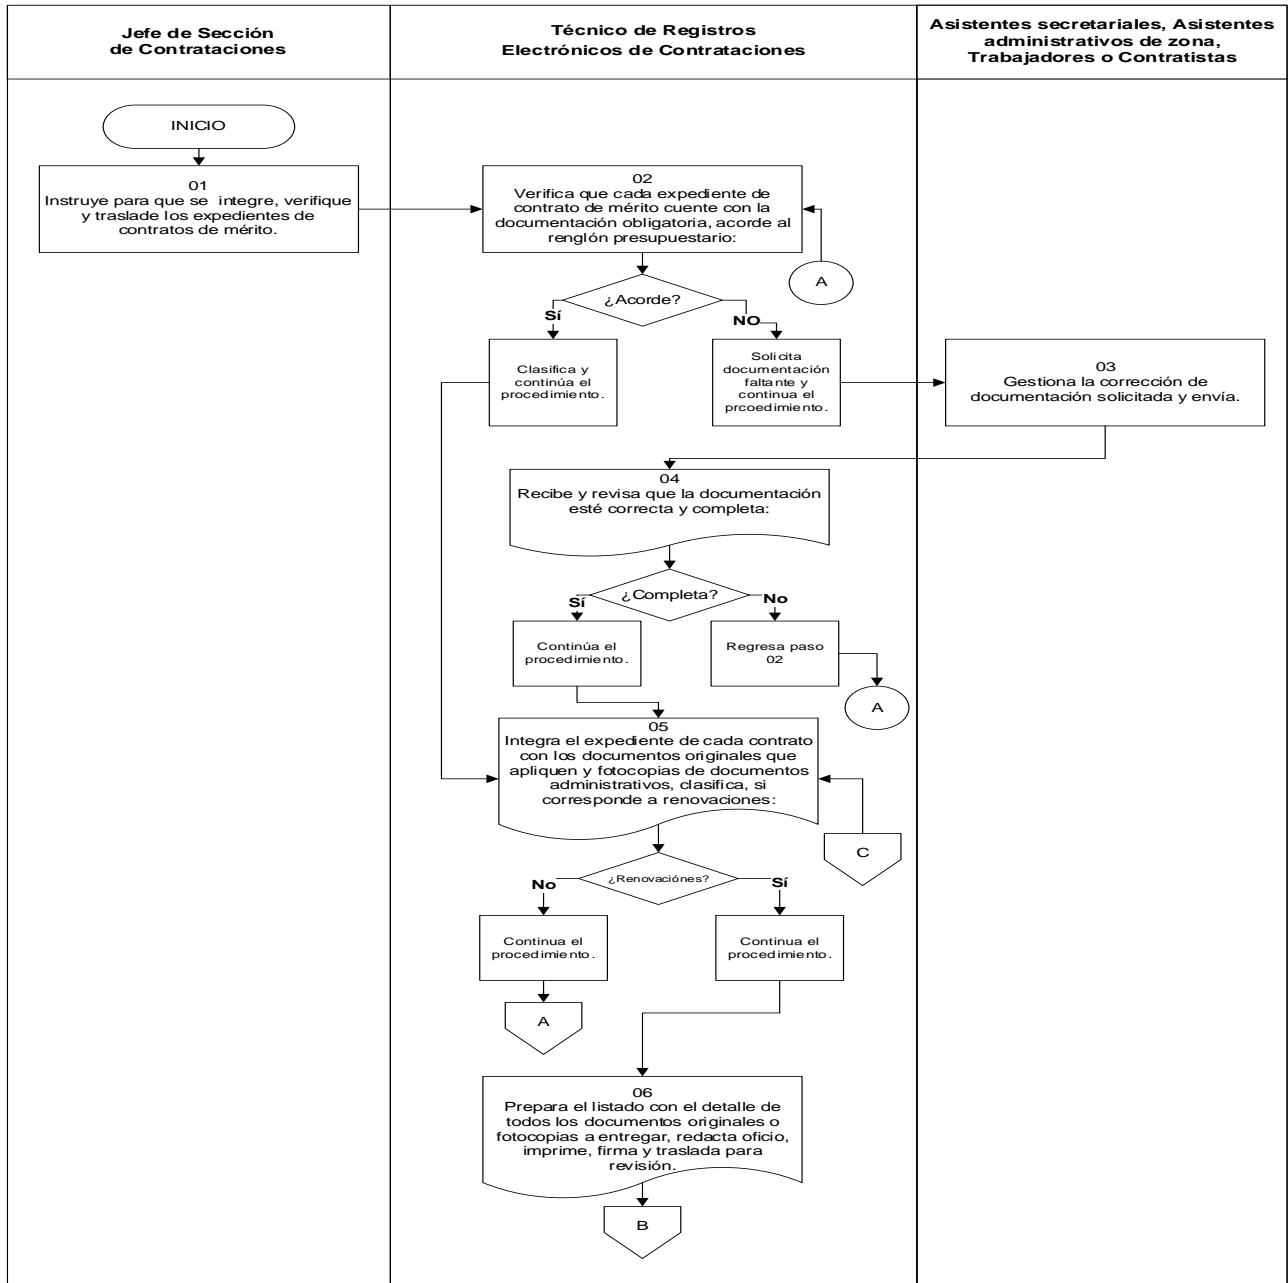 Jefe de Sección
de Contrataciones
Técnico de Registros
Electrónicos de Contrataciones
Asistentes secretariales, Asistentes
administrativos de zona,
Trabajadores o Contratistas
INICIO
01
Instruye para que se integre, verifique
y traslade los expedientes de
contratos de mérito.
02
Verifica que cada expediente de
contrato de mérito cuente con la
documentación obligatoria, acorde al
renglón presupuestario:
A
¿Acorde?
Sí
NO
Clasifica y
continúa el
procedimiento.
Solicita
documentación
faltante y
continua el
prcoedimiento.
03
Gestiona la corrección de
documentación solicitada y envía.
04
Recibe y revisa que la documentación
esté correcta y completa:
¿Completa?
Sí
No
Continúa el
procedimiento.
Regresa paso
02
A
05
Integra el expediente de cada contrato
con los documentos originales que
apliquen y fotocopias de documentos
administrativos, clasifica, si
corresponde a renovaciones:
C
¿Renovaciónes?
No
Sí
Continua el
procedimiento.
Continua el
procedimiento.
A
06
Prepara el listado con el detalle de
todos los documentos originales o
fotocopias a entregar, redacta oficio,
imprime, firma y traslada para
revisión.
B